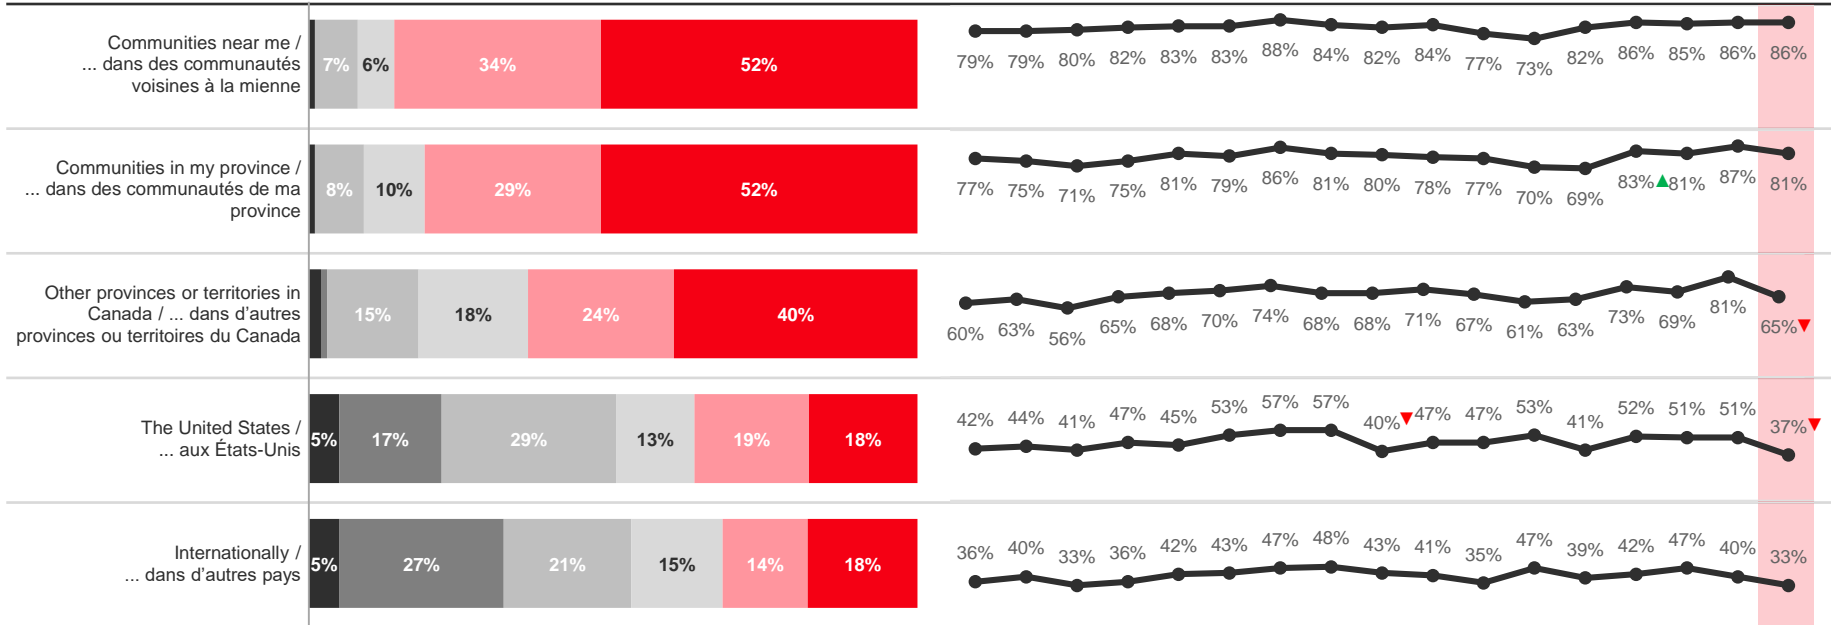 Communities near me /
... dans des communautés
voisines à la mienne
7% 6% 34% 52%
79% 79% 80% 82% 83% 83% 88% 84% 82% 84% 77% 73% 82% 86% 85% 86% 86%
Communities in my province /
... dans des communautés de ma
province
8% 10% 29% 52%
77% 75% 71% 75% 81% 79% 86% 81% 80% 78% 77% 70% 69% 83% 81% 87% 81%
Other provinces or territories in
Canada / ... dans d'autres
provinces ou territoires du Canada
15% 18% 24% 40%
60% 63% 56% 65% 68% 70% 74% 68% 68% 71% 67% 61% 63% 73% 69% 81% 65%
The United States /
... aux États-Unis
5% 17% 29% 13% 19% 18%
42% 44% 41% 47% 45% 53% 57% 57% 40% 47% 47% 53% 41% 52% 51% 51% 37%
Internationally /
... dans d'autres pays
5% 27% 21% 15% 14% 18%
36% 40% 33% 36% 42% 43% 47% 48% 43% 41% 35% 47% 39% 42% 47% 40% 33%